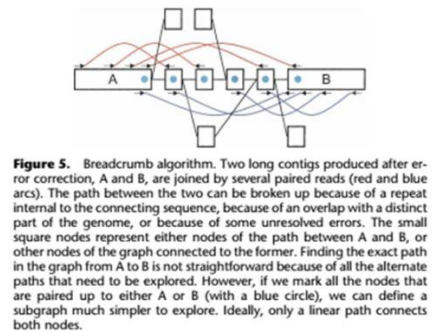 A B
Figure 5. Breadcrumb algorithm. Two long contigs produced after er-
ror correction, A and B, are joined by several paired reads (red and blue
arcs). The path between the two can be broken up because of a repeat
internal to the connecting sequence, because of an overlap with a distinct
part of the genome, or because of some unresolved errors. The small
square nodes represent either nodes of the path between A and B, or
other nodes of the graph connected to the former. Finding the exact path
in the graph from A to B is not straightforward because of all the alternate
paths that need to be explored. However, if we mark all the nodes that
are paired up to either A or B (with a blue circle), we can define a
subgraph much simpler to explore. Ideally, only a linear path connects
both nodes.